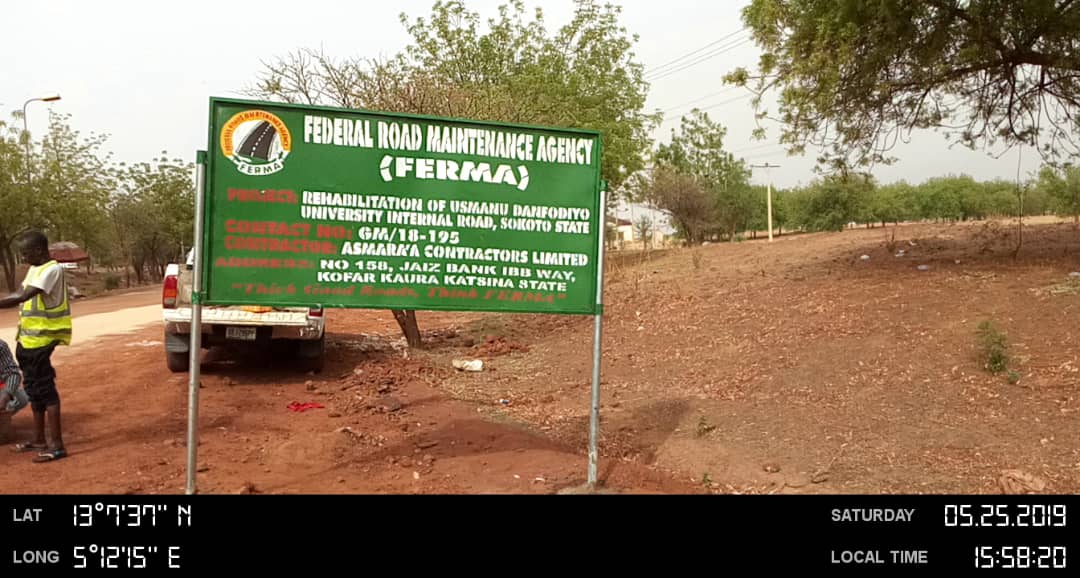 FEDERAL ROAD MAINTENANCE AGENCY
(FERMA)
FERMA
PROJECT: REHABILITATION OF USMANU DANFODIYO
UNIVERSITY INTERNAL ROAD, SOKOTO STATE
CONTACT NO: GM/18-195
CONTRACTOR: ASMARA'A CONTRACTORS LIMITED
ADDRESS: NO 158, JAIZ BANK IBB WAY,
KOFAR KAURA KATSINA STATE
"Think Good Roads, Think FERMA"
LAT 13°7'37" N
LONG 5°12'15" E
SATURDAY 05.25.2019
LOCAL TIME 15:58:20